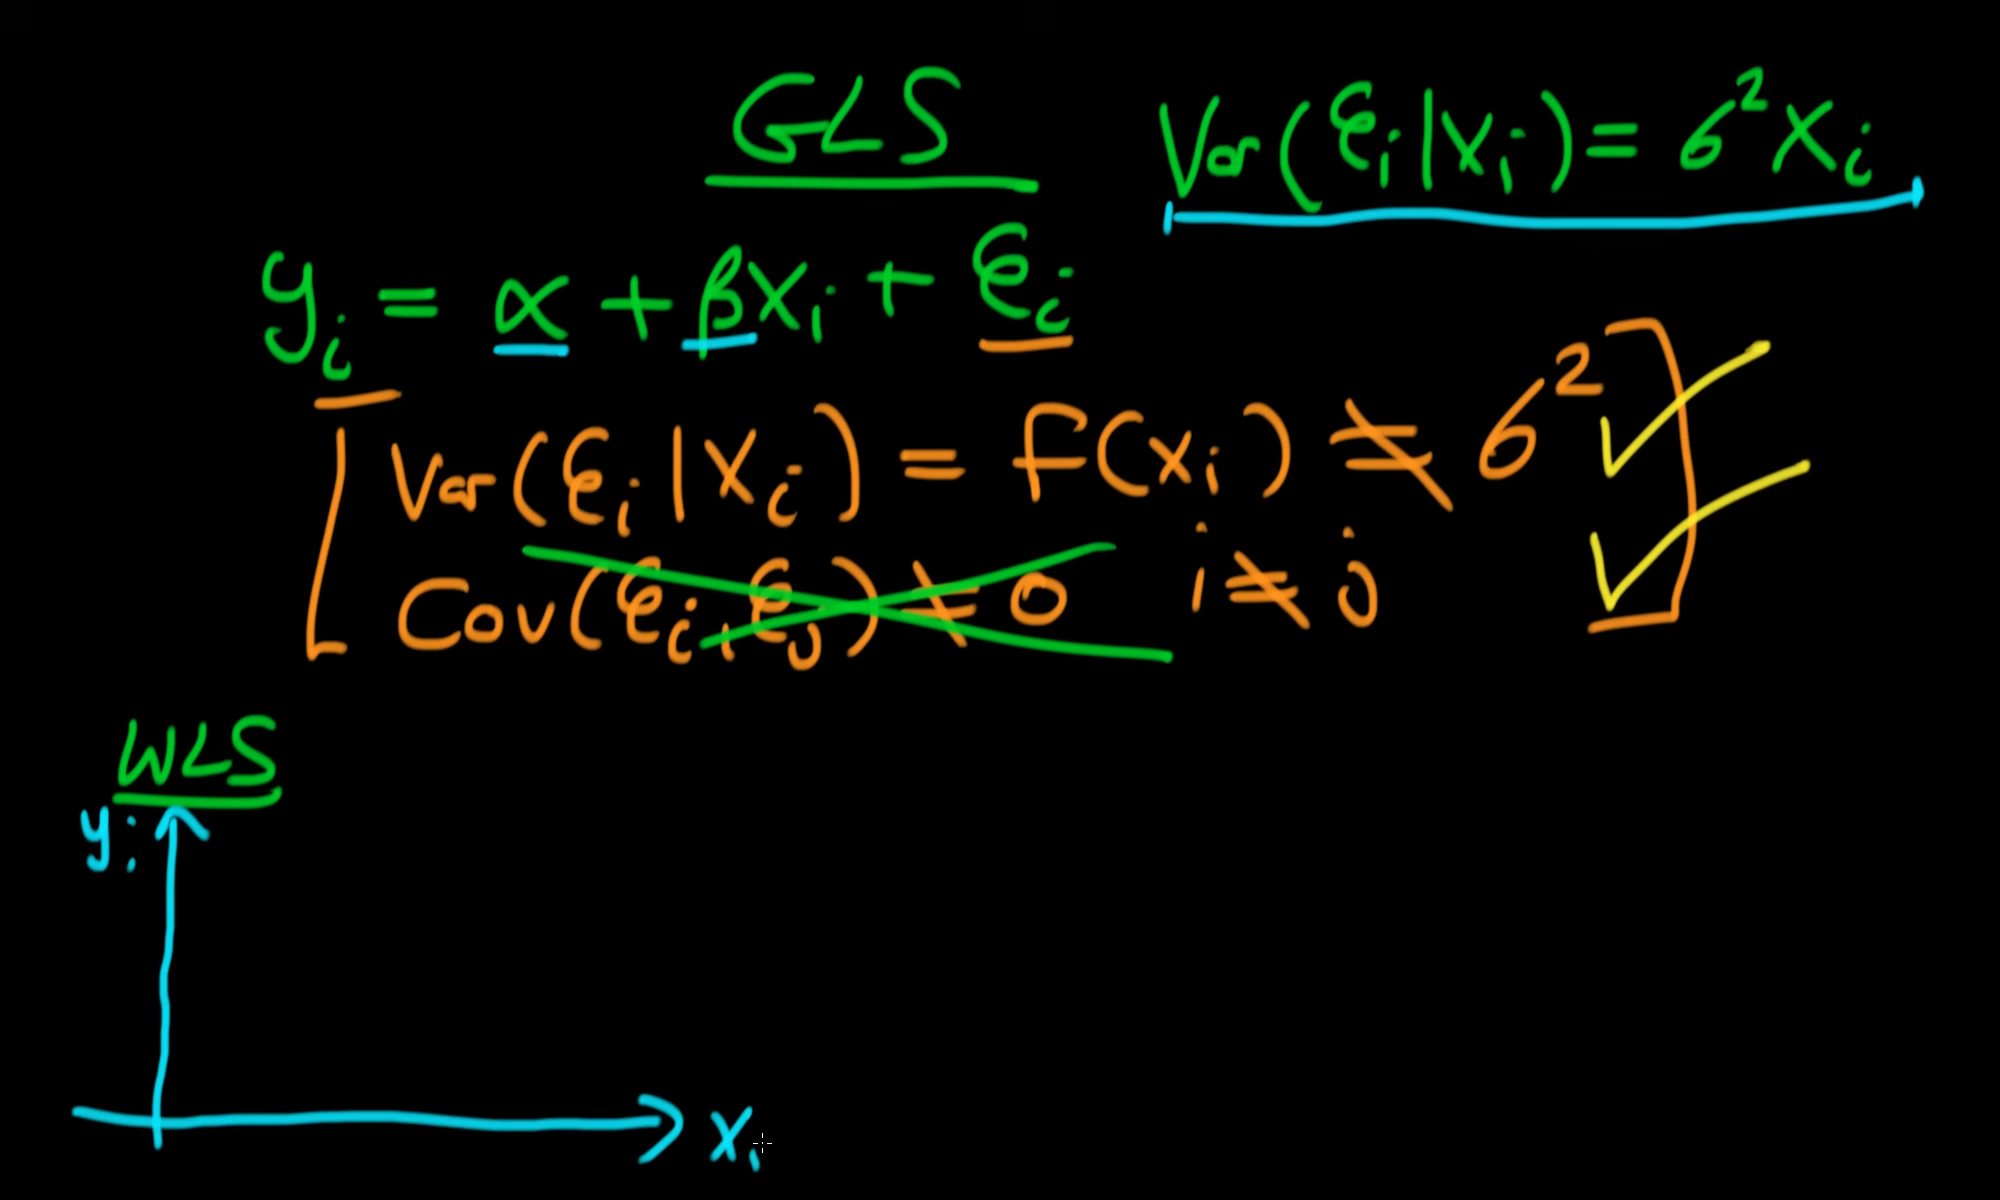 GLS
Var(εi|xi) = σ²xi
yi = α + βxi + εi
Var(εi|xi) = f(xi) ≠ σ²
Cov(εi, εj) ≠ 0 i ≠ j
WLS
yi
xi